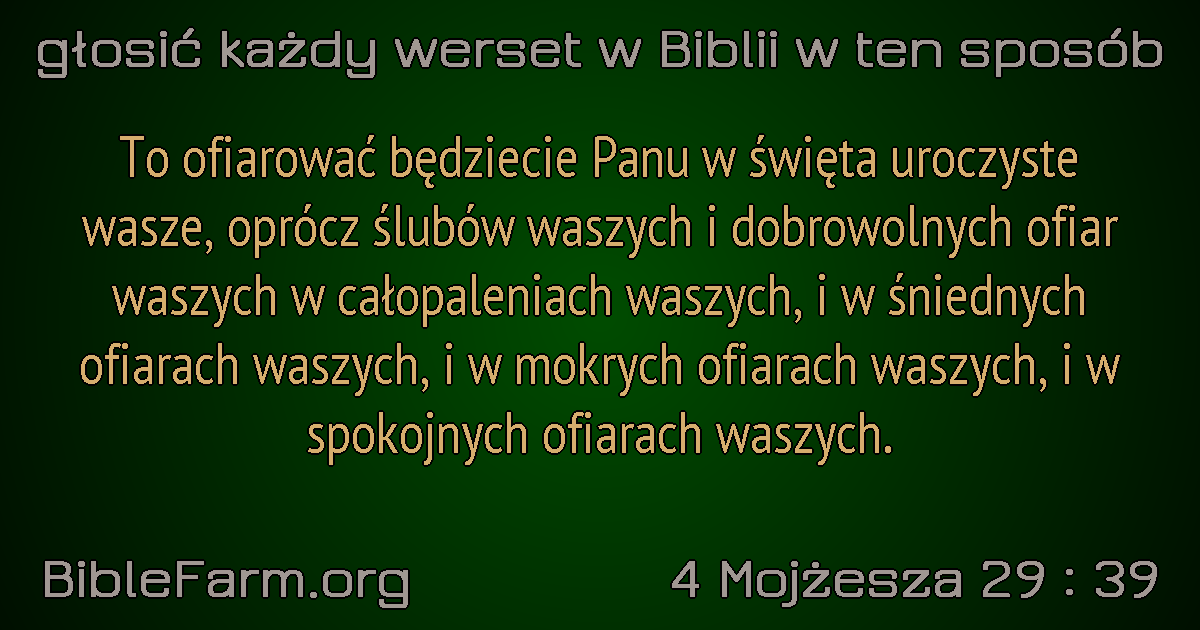 głosić każdy werset w Biblii w ten sposób
To ofiarować będziecie Panu w święta uroczyste
wasze, oprócz ślubów waszych i dobrowolnych ofiar
waszych w całopaleniach waszych, i w śniednych
ofiarach waszych, i w mokrych ofiarach waszych, i w
spokojnych ofiarach waszych.
BibleFarm.org
4 Mojżesza 29 : 39